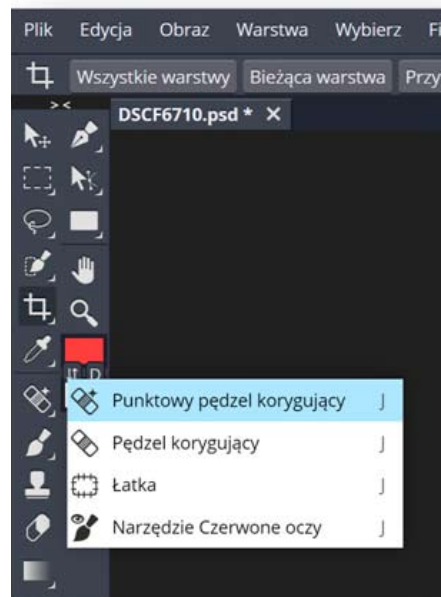 Plik Edycja Obraz Warstwa Wybierz
Wszystkie warstwy Bieżąca warstwa Przy
> <
DSCF6710.psd * ×
D
Punktowy pędzel korygujący J
Pędzel korygujący J
Łatka J
Narzędzie Czerwone oczy J